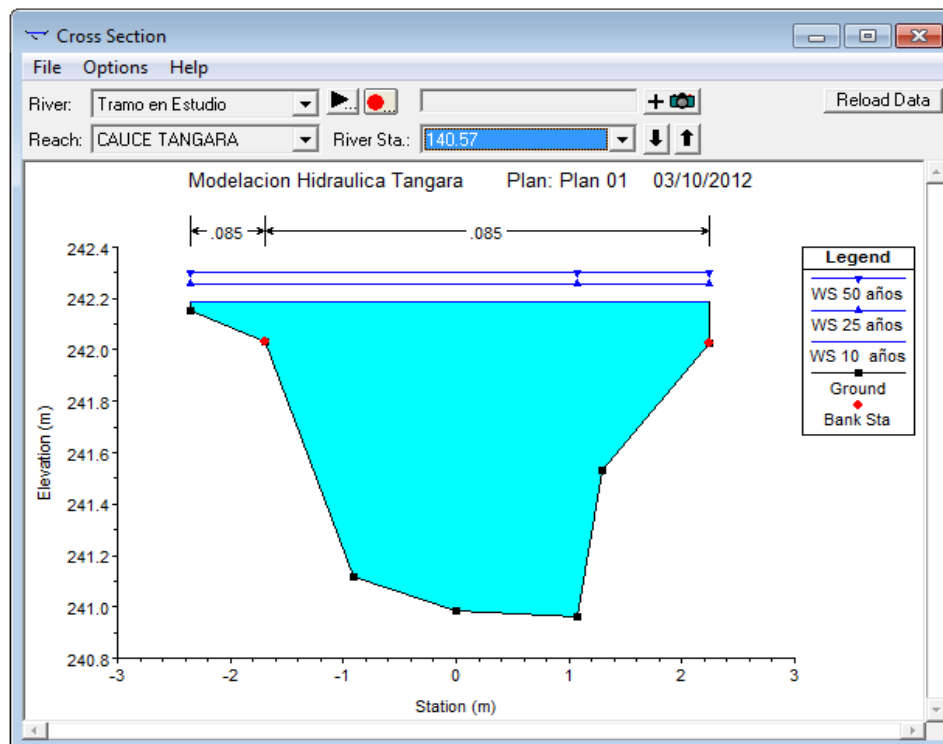 Cross Section
File Options Help
River: Tramo en Estudio Reload Data
Reach: CAUCE TANGARA River Sta.: 140.57
Modelacion Hidraulica Tangara Plan: Plan 01 03/10/2012
.085 .085
242.4
242.2
242.0
241.8
241.6
241.4
241.2
241.0
240.8
Elevation (m)
-3 -2 -1 0 1 2 3
Station (m)
Legend
WS 50 años
WS 25 años
WS 10 años
Ground
Bank Sta